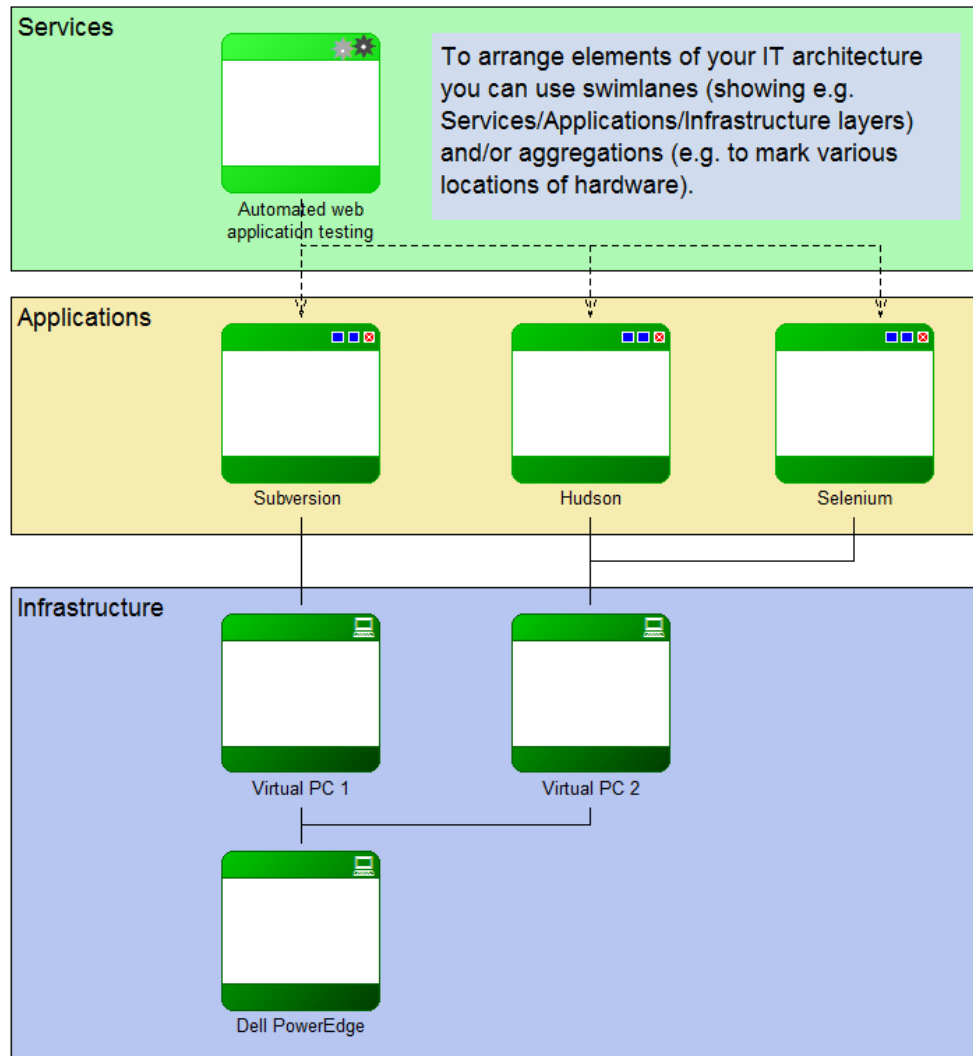 Services
To arrange elements of your IT architecture
you can use swimlanes (showing e.g.
Services/Applications/Infrastructure layers)
and/or aggregations (e.g. to mark various
locations of hardware).
Automated web
application testing
Applications
Subversion
Hudson
Selenium
Infrastructure
Virtual PC 1
Virtual PC 2
Dell PowerEdge